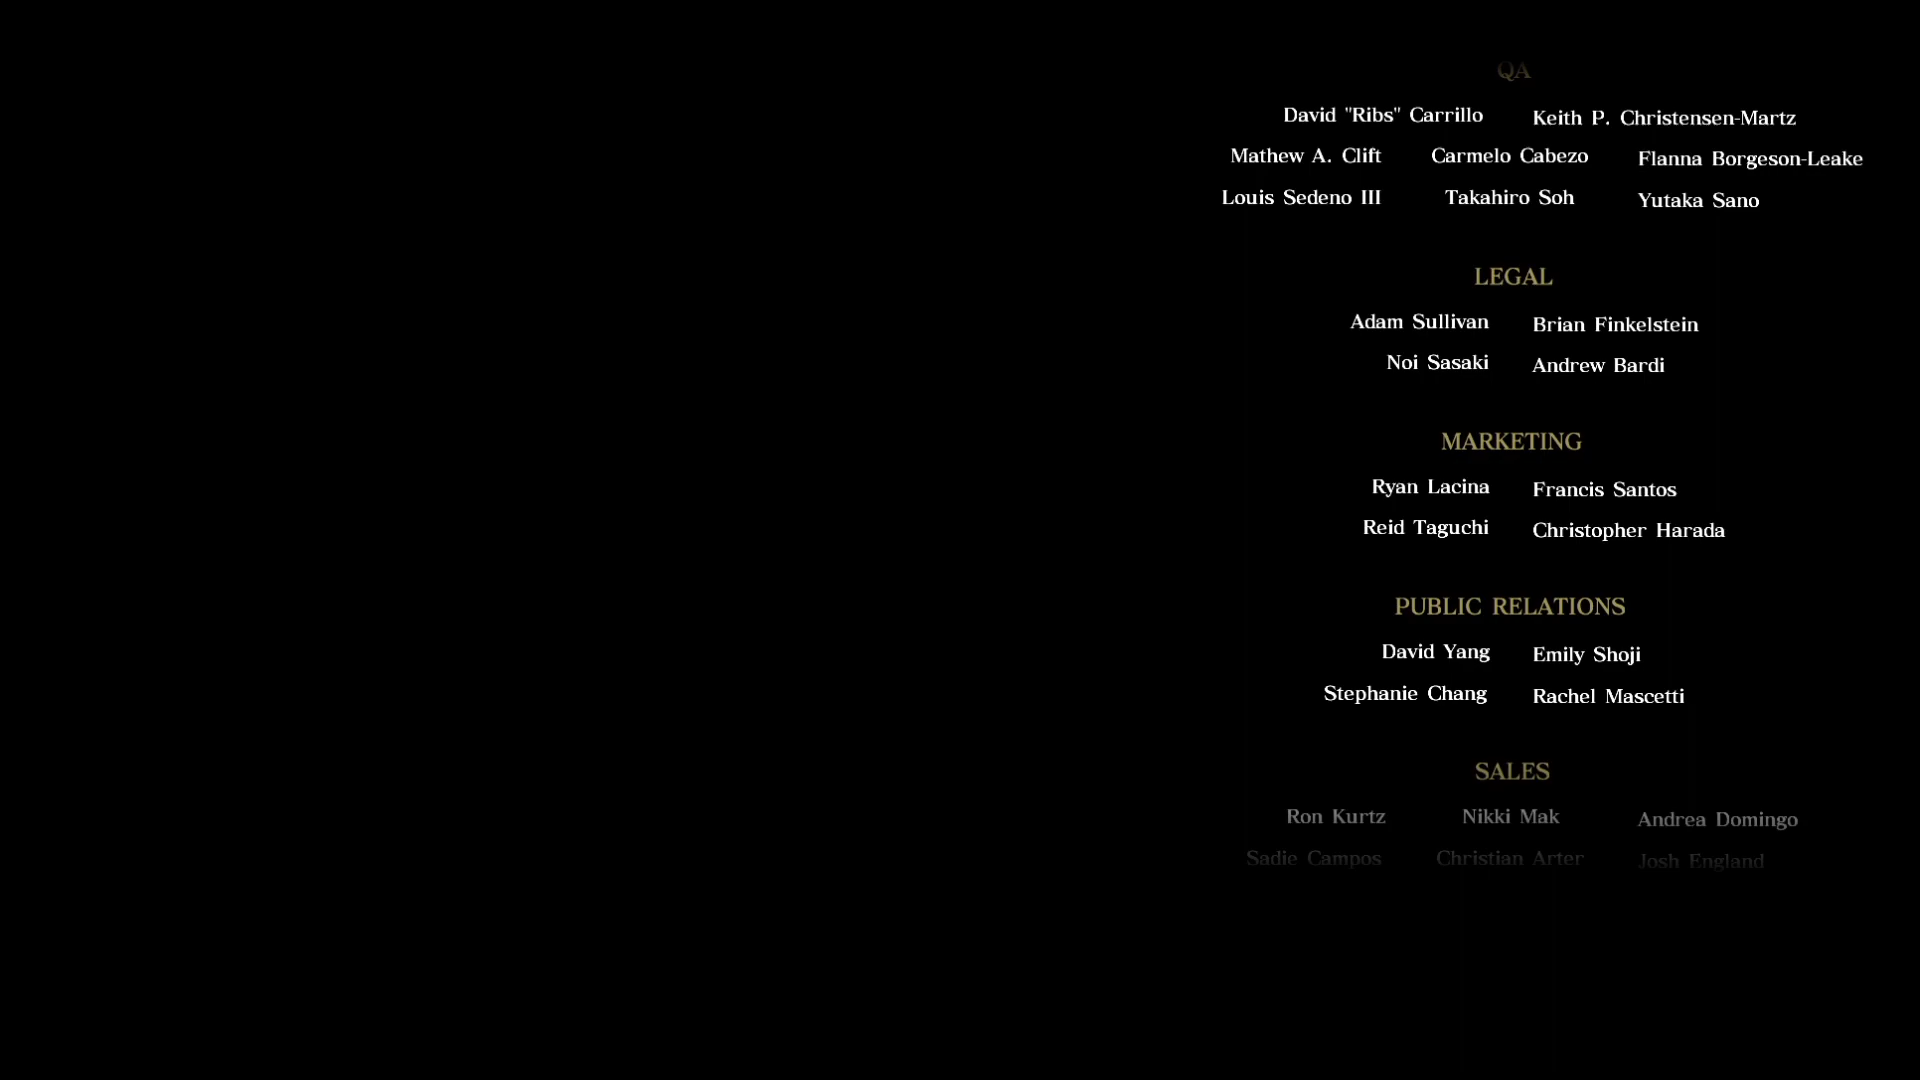 QA
David "Ribs" Carrillo Keith P. Christensen-Martz
Mathew A. Clift Carmelo Cabezo Flanna Borgeson-Leake
Louis Sedeno III Takahiro Soh Yutaka Sano
LEGAL
Adam Sullivan Brian Finkelstein
Noi Sasaki Andrew Bardi
MARKETING
Ryan Lacina Francis Santos
Reid Taguchi Christopher Harada
PUBLIC RELATIONS
David Yang Emily Shoji
Stephanie Chang Rachel Mascetti
SALES
Ron Kurtz Nikki Mak Andrea Domingo
Sadie Campos Christian Arter Josh England